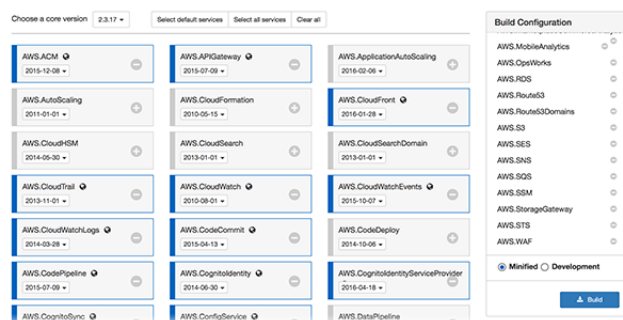 Choose a core version 2.3.17 Select default services Select all services Clear all
AWS.ACM
2015-12-08
AWS.APIGateway
2015-07-09
AWS.ApplicationAutoScaling
2016-02-06
AWS.AutoScaling
2011-01-01
AWS.CloudFormation
2010-05-15
AWS.CloudFront
2016-01-28
AWS.CloudHSM
2014-05-30
AWS.CloudSearch
2013-01-01
AWS.CloudSearchDomain
2013-01-01
AWS.CloudTrail
2013-11-01
AWS.CloudWatch
2010-08-01
AWS.CloudWatchEvents
2015-10-07
AWS.CloudWatchLogs
2014-03-28
AWS.CodeCommit
2015-04-13
AWS.CodeDeploy
2014-10-06
AWS.CodePipeline
2015-07-09
AWS.CognitoIdentity
2014-06-30
AWS.CognitoIdentityServiceProvider
2016-04-18
AWS.CognitoSync
AWS.ConfigService
AWS.DataPipeline
Build Configuration
AWS.MobileAnalytics
AWS.OpsWorks
AWS.RDS
AWS.Route53
AWS.Route53Domains
AWS.S3
AWS.SES
AWS.SNS
AWS.SQS
AWS.SSM
AWS.StorageGateway
AWS.STS
AWS.WAF
Minified Development
Build